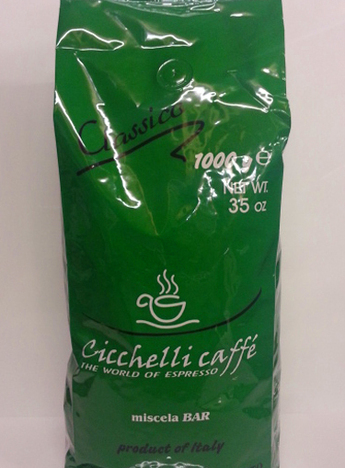 Classico
1000 g ℮
NET WT.
35 oz
Cicchelli caffé
THE WORLD OF ESPRESSO
miscela BAR
product of Italy